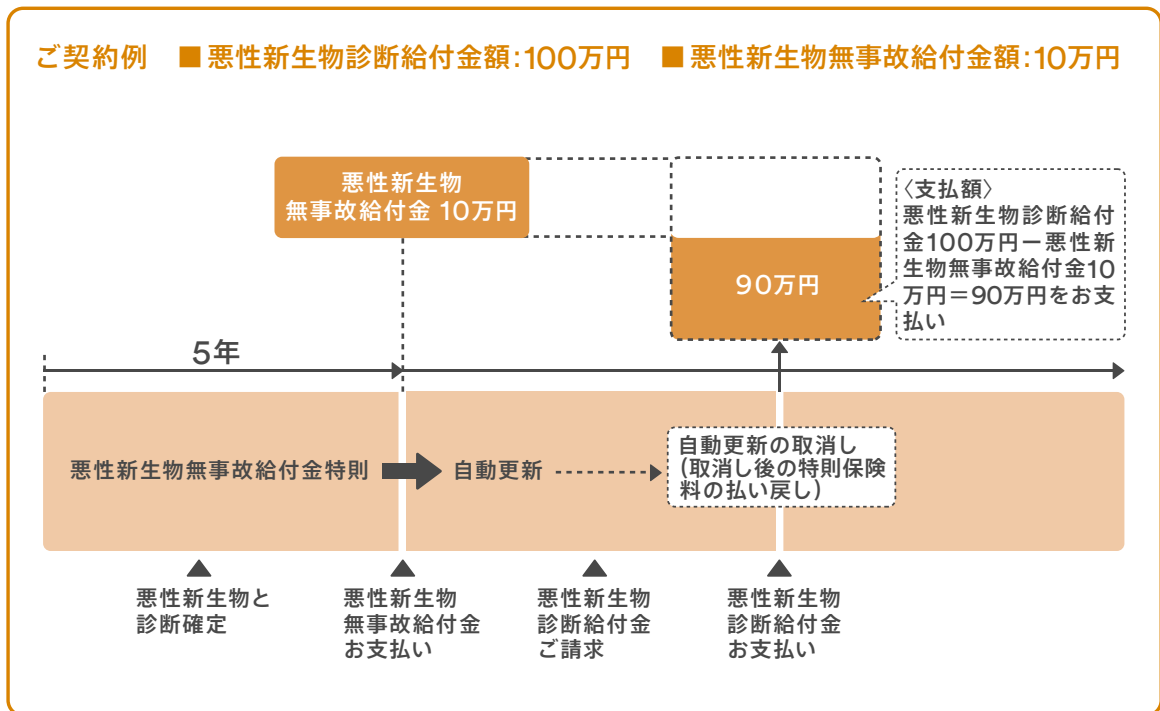 ご契約例 ■悪性新生物診断給付金額:100万円 ■悪性新生物無事故給付金額:10万円
悪性新生物
無事故給付金 10万円
90万円
〈支払額〉
悪性新生物診断給付
金100万円ー悪性新
生物無事故給付金10
万円＝90万円をお支
払い
5年
悪性新生物無事故給付金特則
自動更新
自動更新の取消し
(取消し後の特則保険
料の払い戻し)
悪性新生物と
診断確定
悪性新生物
無事故給付金
お支払い
悪性新生物
診断給付金
ご請求
悪性新生物
診断給付金
お支払い